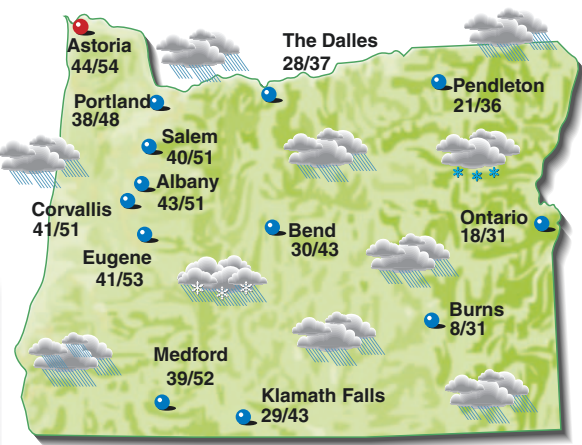 Astoria
44/54
The Dalles
28/37
Pendleton
21/36
Portland
38/48
Salem
40/51
Albany
43/51
Corvallis
41/51
Ontario
18/31
Bend
30/43
Eugene
41/53
Burns
8/31
Medford
39/52
Klamath Falls
29/43